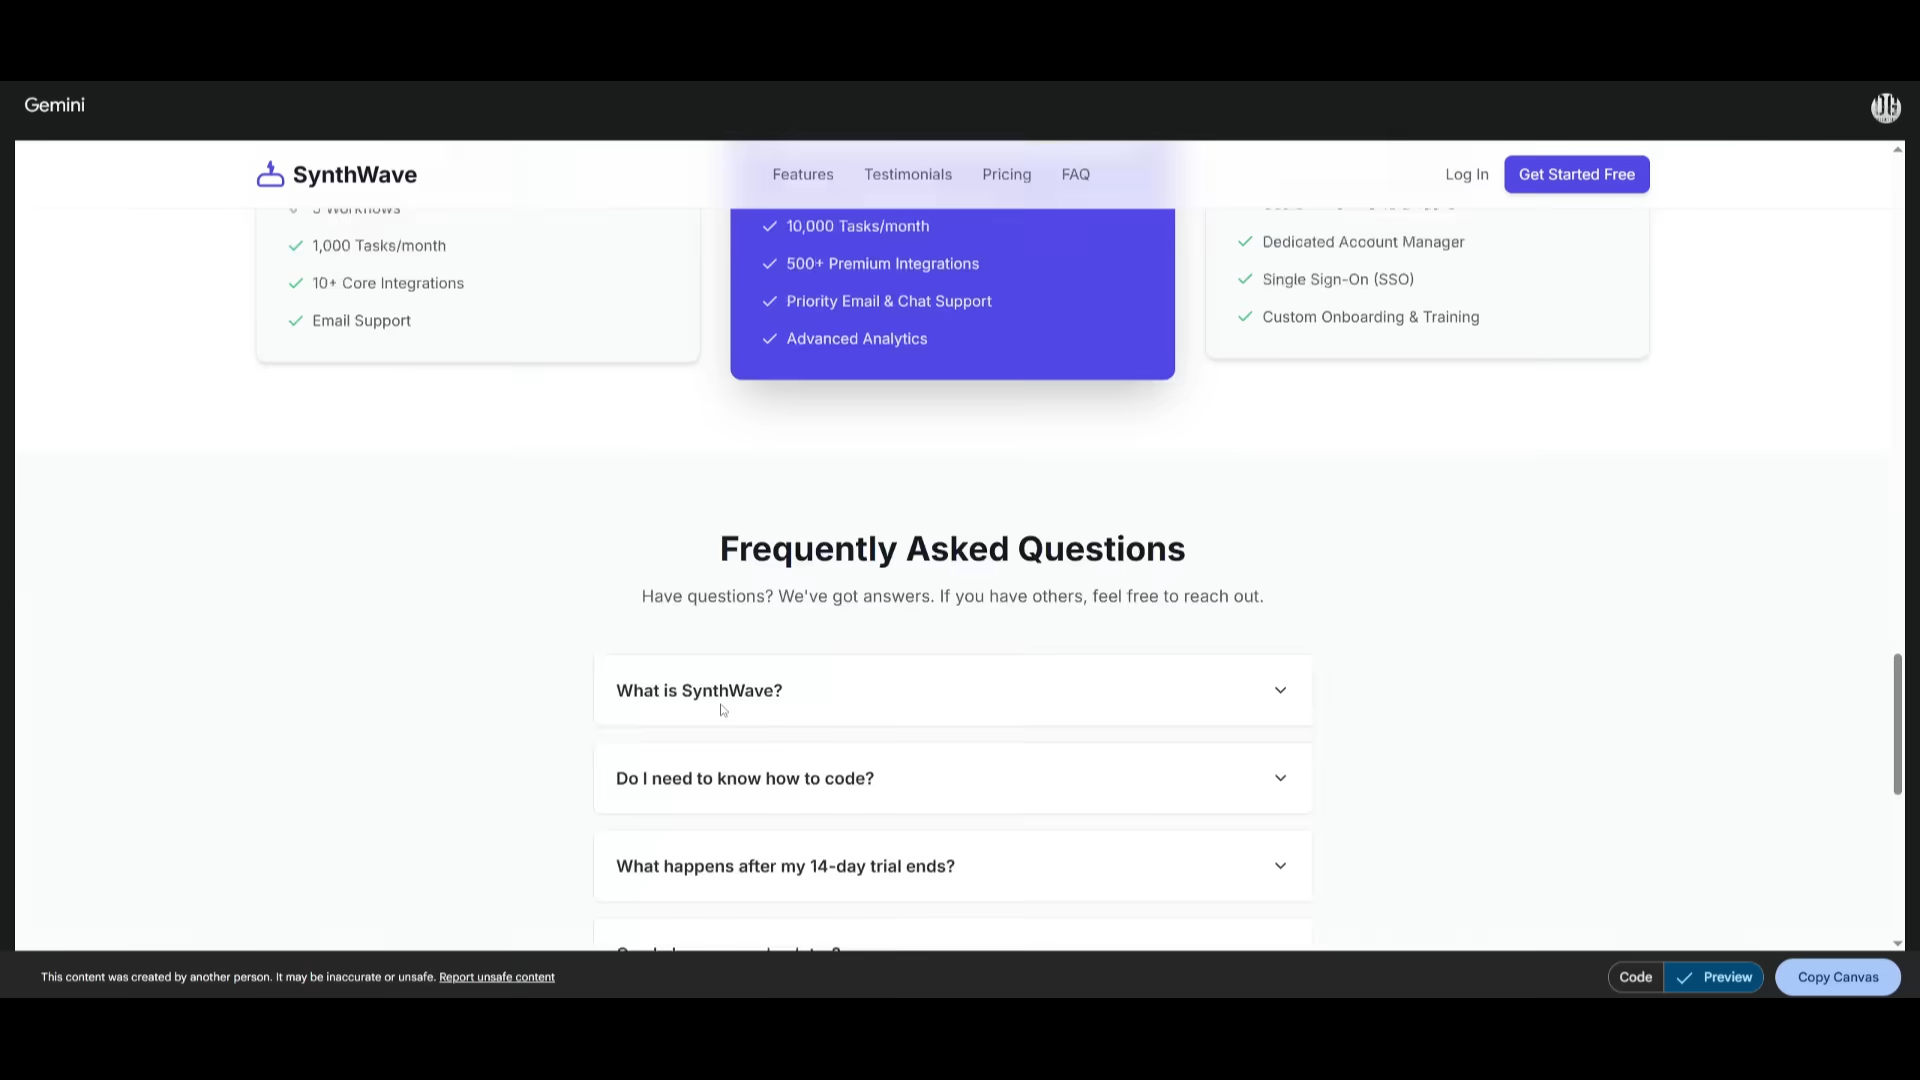 Gemini
SynthWave
Features
Testimonials
Pricing
FAQ
Log In
Get Started Free
1,000 Tasks/month
10+ Core Integrations
Email Support
10,000 Tasks/month
500+ Premium Integrations
Priority Email & Chat Support
Advanced Analytics
Dedicated Account Manager
Single Sign-On (SSO)
Custom Onboarding & Training
Frequently Asked Questions
Have questions? We've got answers. If you have others, feel free to reach out.
What is SynthWave?
Do I need to know how to code?
What happens after my 14-day trial ends?
This content was created by another person. It may be inaccurate or unsafe. Report unsafe content
Code
Preview
Copy Canvas